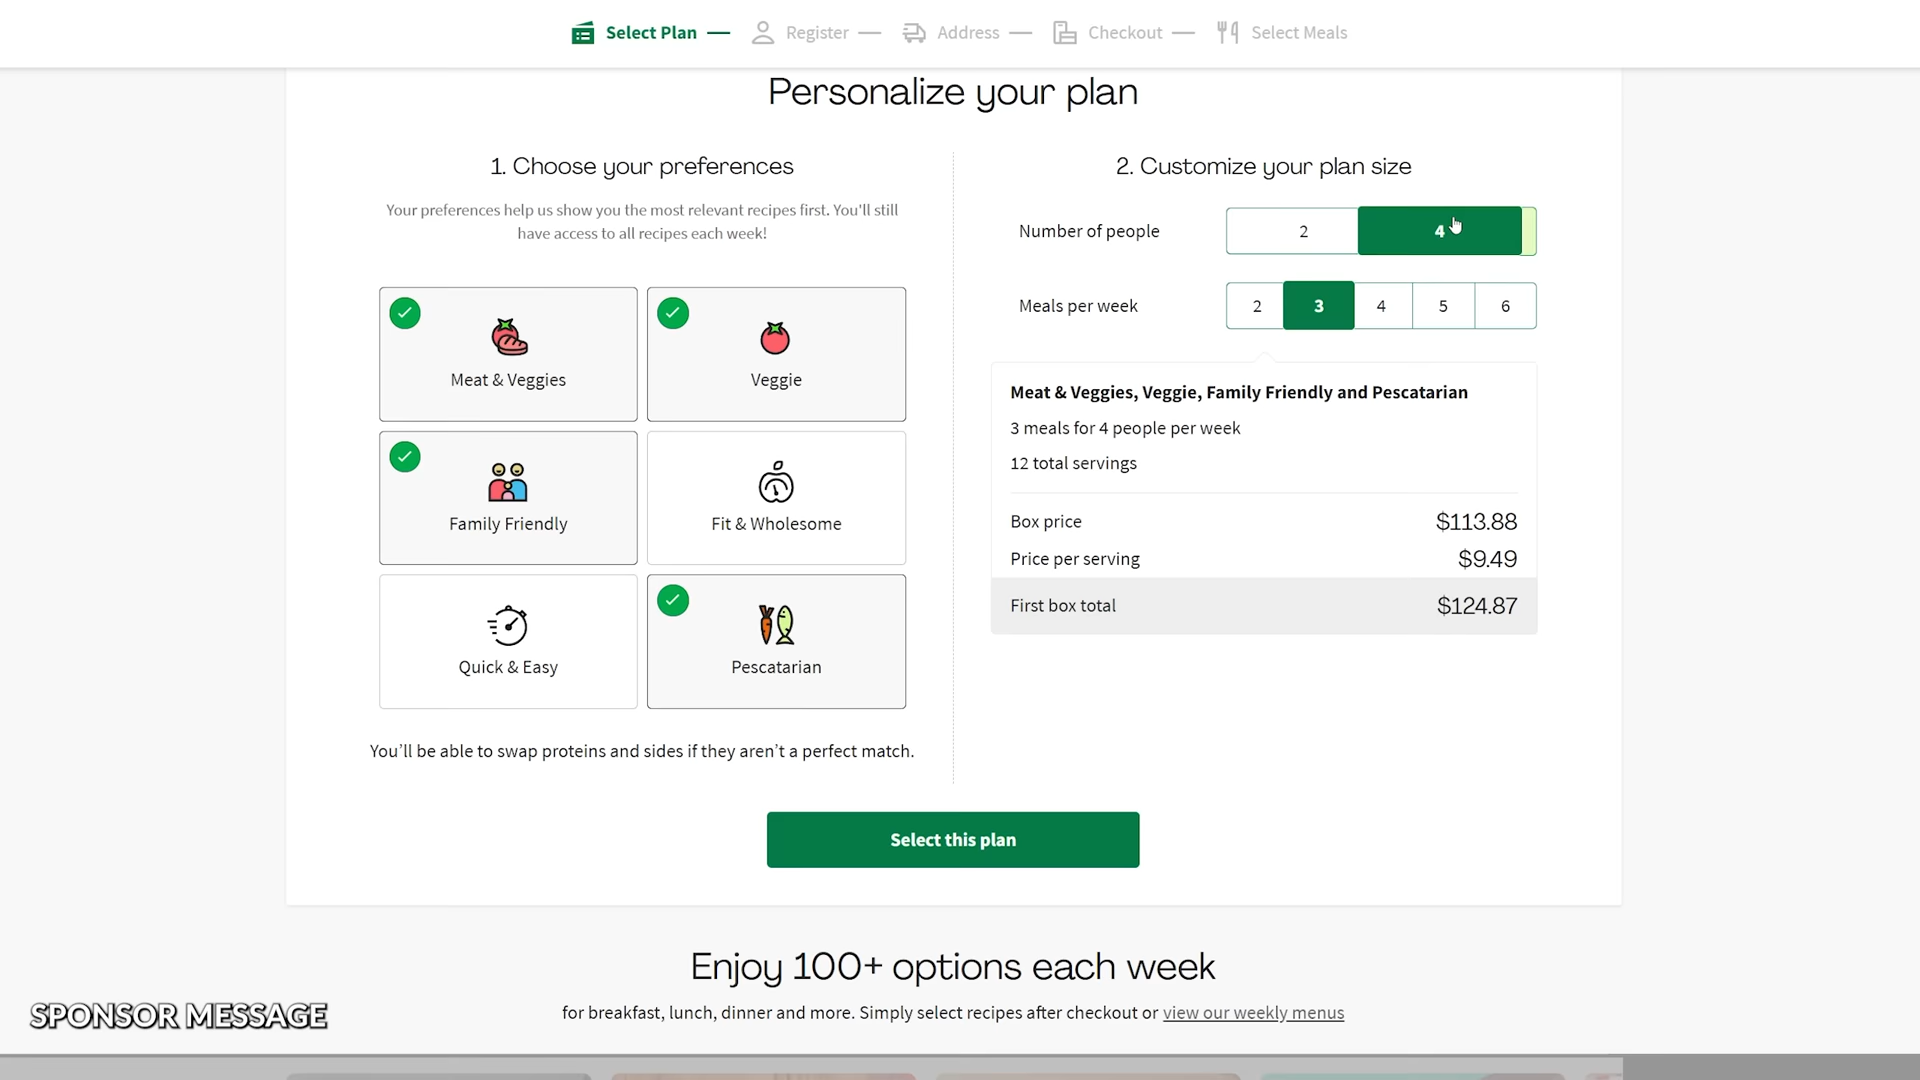 Select Plan
Register
Address
Checkout
Select Meals
Personalize your plan
1. Choose your preferences
Your preferences help us show you the most relevant recipes first. You'll still
have access to all recipes each week!
Meat & Veggies
Veggie
Family Friendly
Fit & Wholesome
Quick & Easy
Pescatarian
You’ll be able to swap proteins and sides if they aren’t a perfect match.
2. Customize your plan size
Number of people
2
4
Meals per week
2
3
4
5
6
Meat & Veggies, Veggie, Family Friendly and Pescatarian
3 meals for 4 people per week
12 total servings
Box price $113.88
Price per serving $9.49
First box total $124.87
Select this plan
Enjoy 100+ options each week
for breakfast, lunch, dinner and more. Simply select recipes after checkout or view our weekly menus
SPONSOR MESSAGE